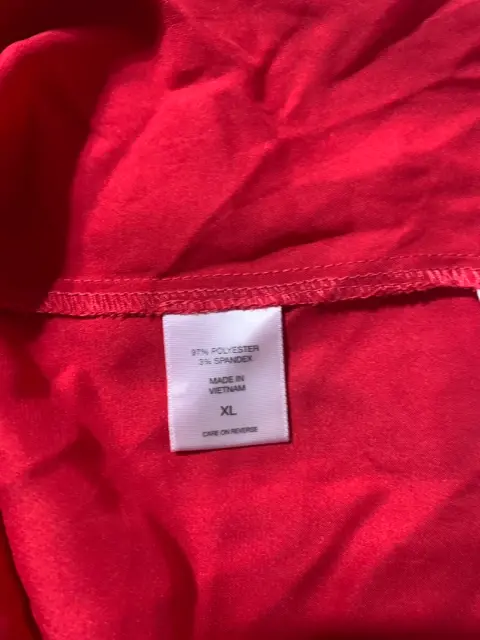 97% POLYESTER
3% SPANDEX
MADE IN
VIETNAM
XL
CARE ON REVERSE